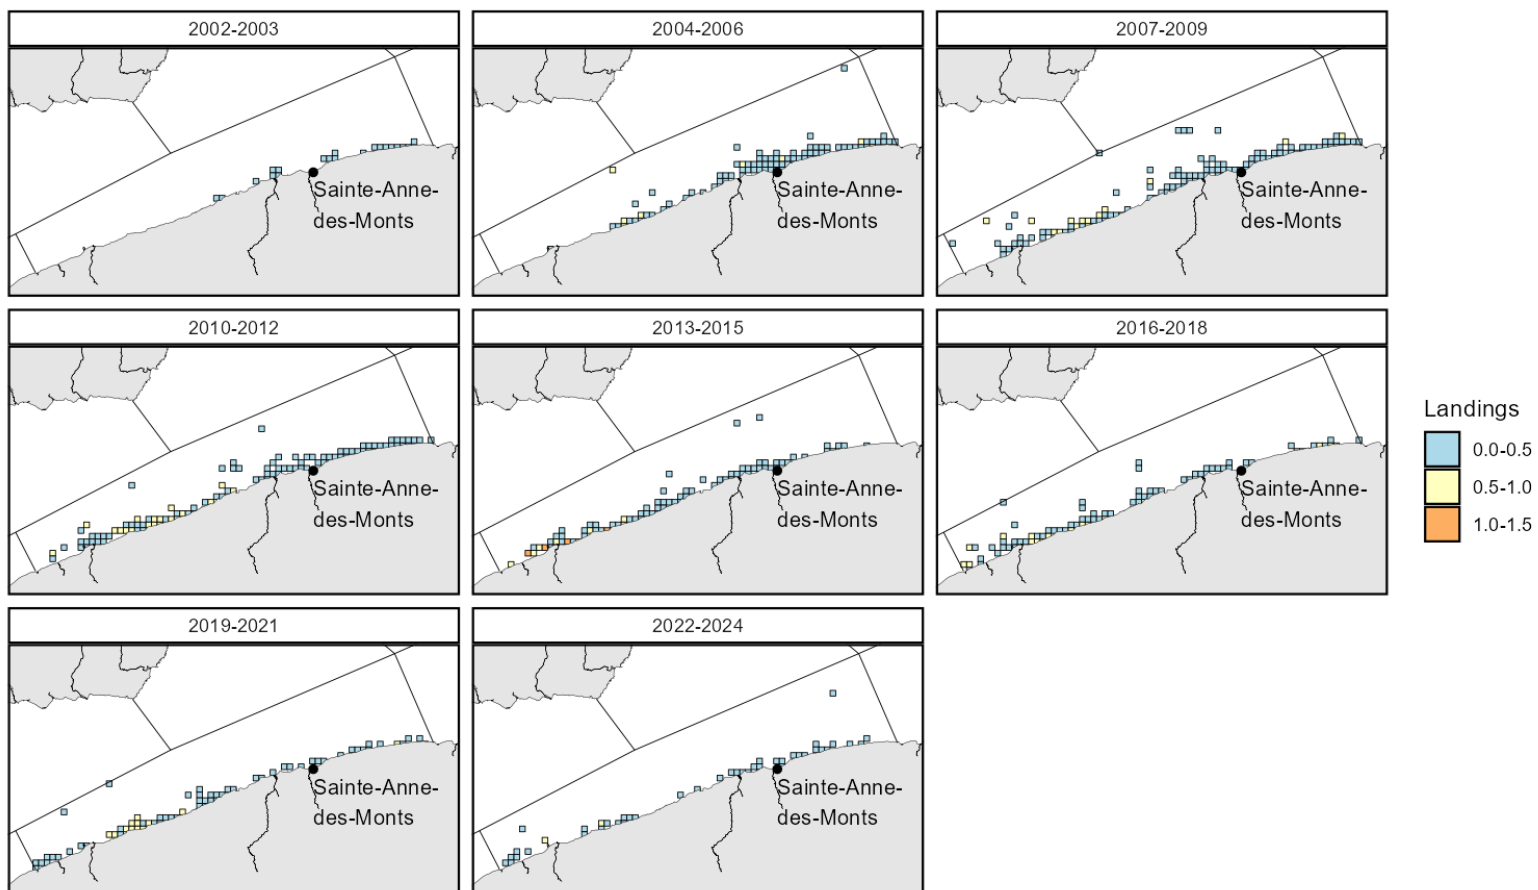 2002-2003
2004-2006
2007-2009
Sainte-Anne-
des-Monts
Sainte-Anne-
des-Monts
Sainte-Anne-
des-Monts
2010-2012
2013-2015
2016-2018
Sainte-Anne-
des-Monts
Sainte-Anne-
des-Monts
Sainte-Anne-
des-Monts
Landings
0.0-0.5
0.5-1.0
1.0-1.5
2019-2021
2022-2024
Sainte-Anne-
des-Monts
Sainte-Anne-
des-Monts